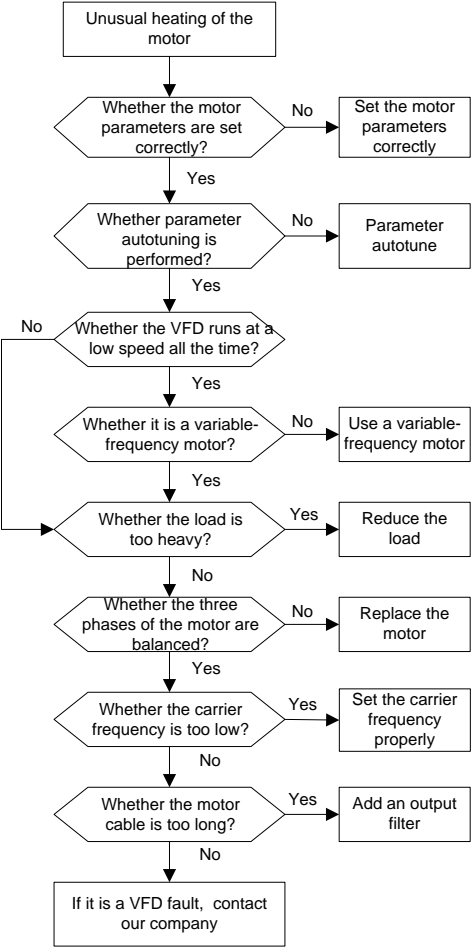 Unusual heating of the
motor
Whether the motor
parameters are set
correctly?
No
Set the motor
parameters
correctly
Yes
Whether parameter
autotuning is
performed?
No
Parameter
autotune
Yes
No
Whether the VFD runs at a
low speed all the time?
Yes
Whether it is a variable-
frequency motor?
No
Use a variable-
frequency motor
Yes
Whether the load is
too heavy?
Yes
Reduce the
load
No
Whether the three
phases of the motor are
balanced?
No
Replace the
motor
Yes
Whether the carrier
frequency is too low?
Yes
Set the carrier
frequency
properly
No
Whether the motor
cable is too long?
Yes
Add an output
filter
No
If it is a VFD fault, contact
our company